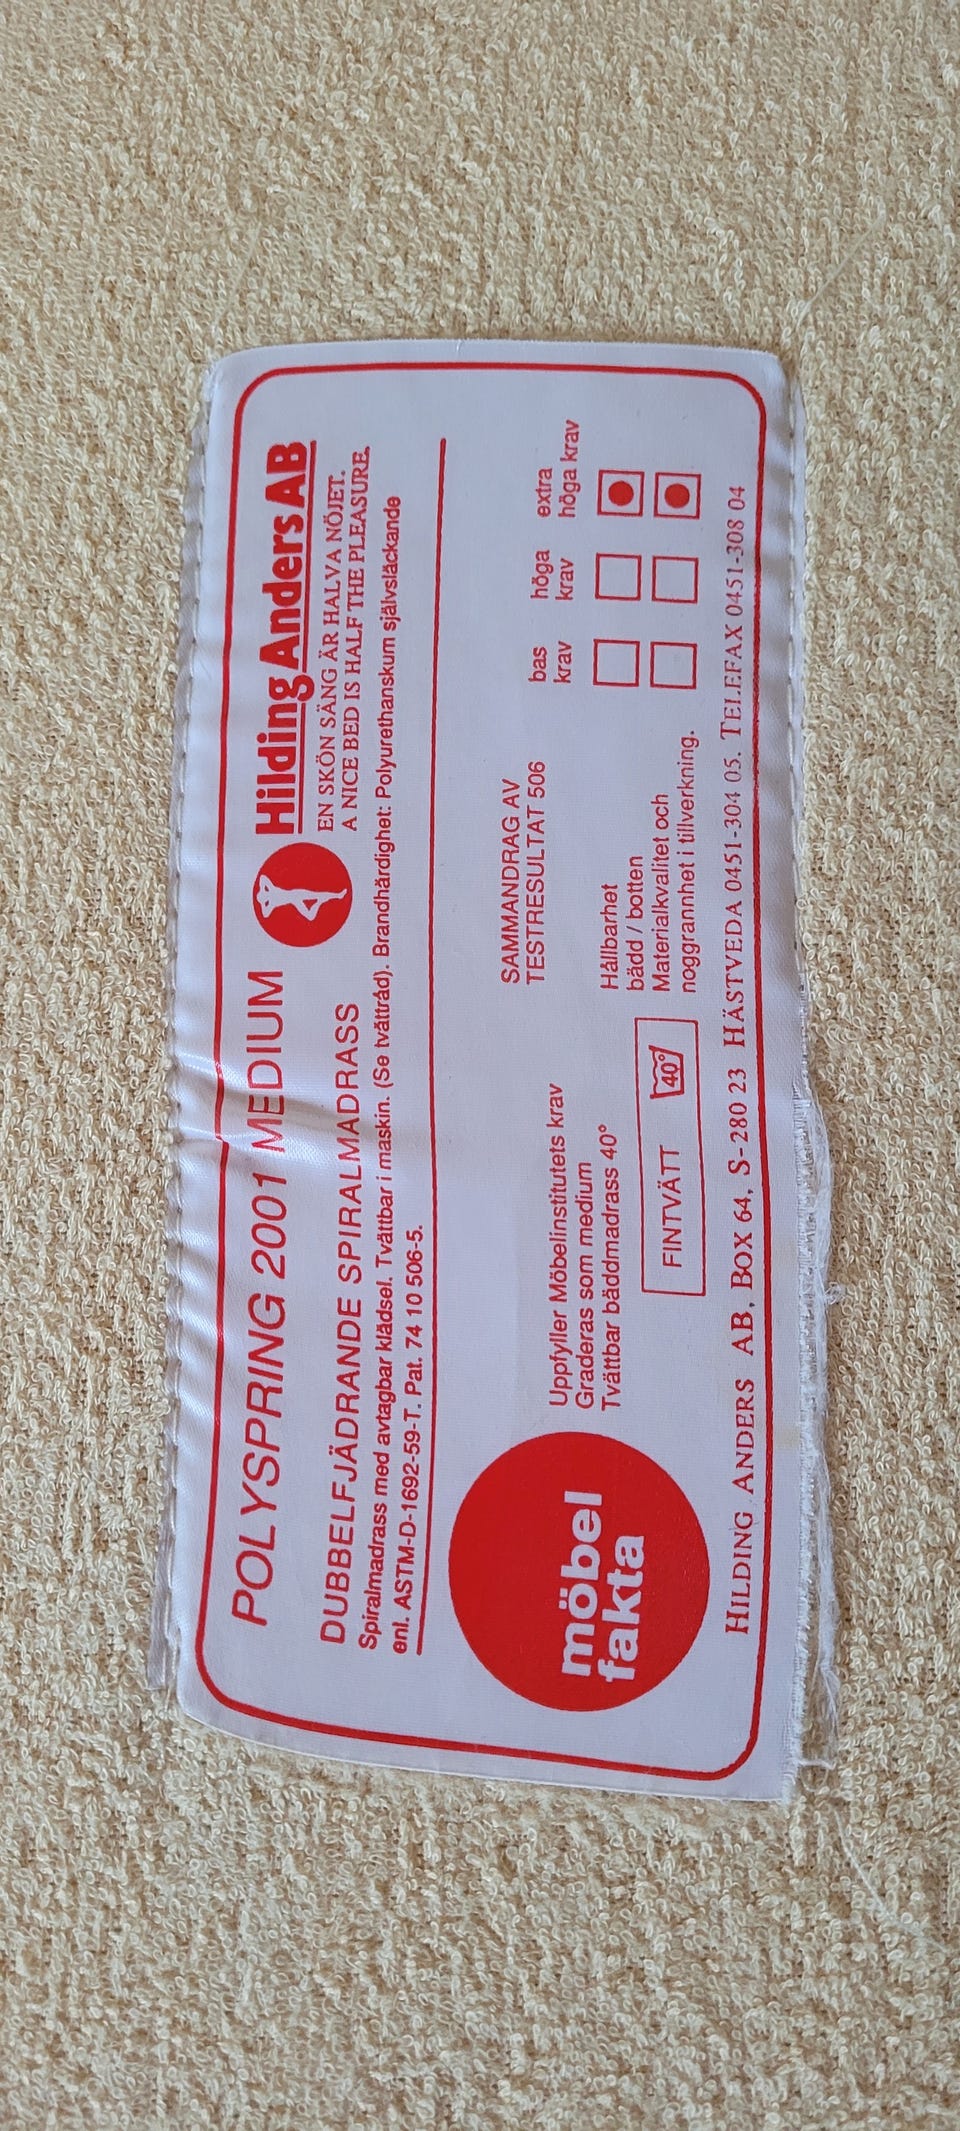 POLYSPRING 2001 MEDIUM
Hilding Anders AB
EN SKÖN SÄNG ÄR HALVA NÖJET.
A NICE BED IS HALF THE PLEASURE.
DUBBELFJÄDRANDE SPIRALMADRASS
Spiralmadrass med avtagbar klädsel. Tvättbar i maskin. (Se tvättråd). Brandhärdighet: Polyurethanskum självsläckande
enl. ASTM-D-1692-59-T. Pat. 74 10 506-5.
möbel
fakta
Uppfyller Möbelinstitutets krav
Graderas som medium
Tvättbar bäddmadrass 40°
FINTVÄTT 40°
SAMMANDRAG AV
TESTRESULTAT 506
bas
krav
höga
krav
extra
höga krav
Hållbarhet
bädd / botten
Materialkvalitet och
noggrannhet i tillverkning.
HILDING ANDERS AB, BOX 64, S-280 23 HÄSTVEDA 0451-304 05. TELEFAX 0451-308 04